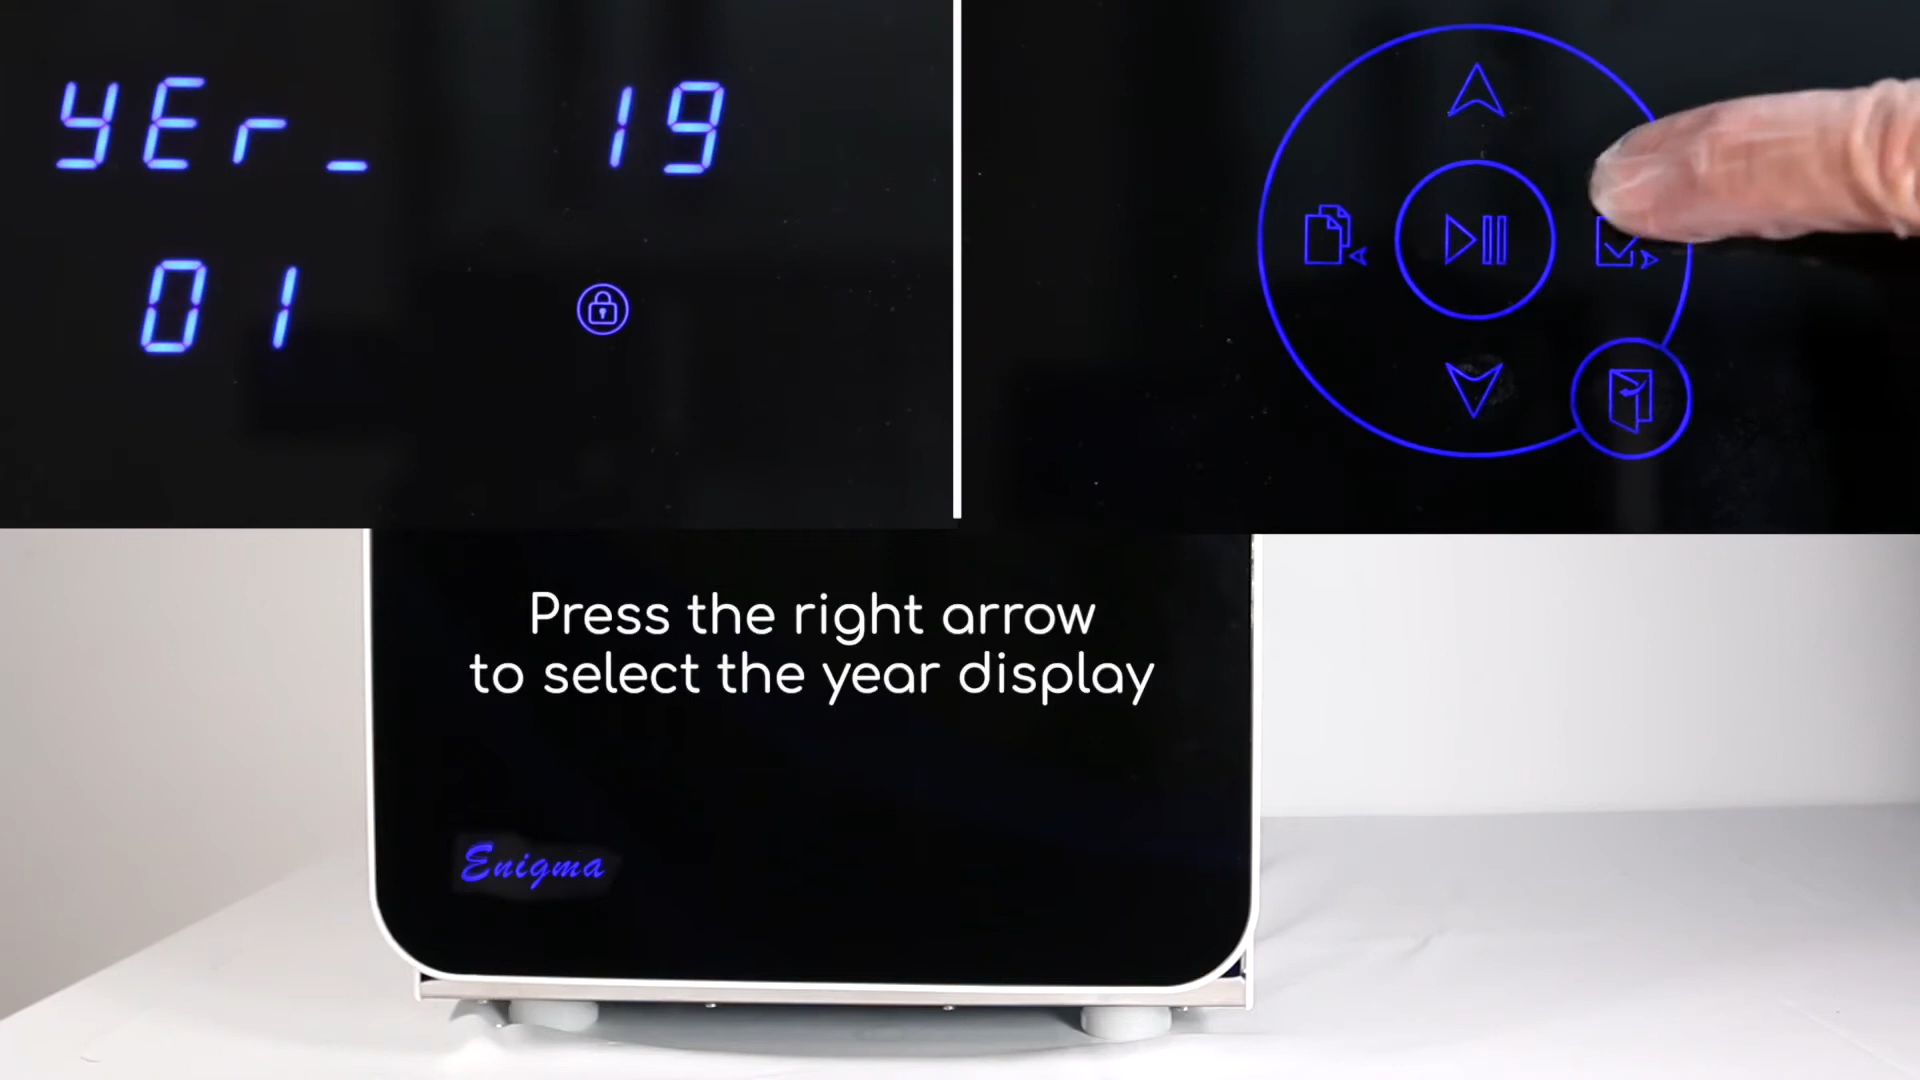 yEr_ 19
01
Press the right arrow
to select the year display
Enigma